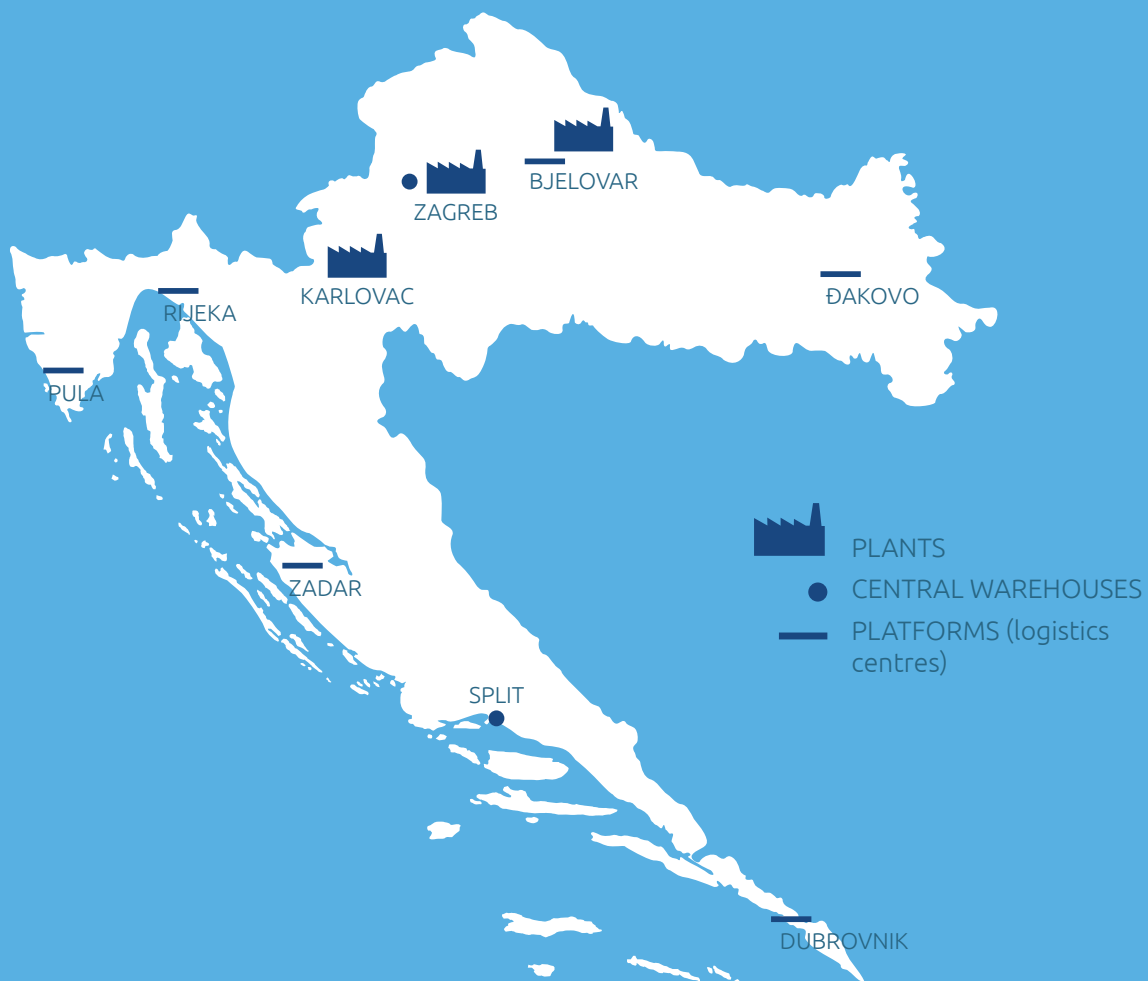 BJELOVAR
ZAGREB
KARLOVAC
ĐAKOVO
RIJEKA
PULA
PLANTS
ZADAR
CENTRAL WAREHOUSES
PLATFORMS (logistics
centres)
SPLIT
DUBROVNIK